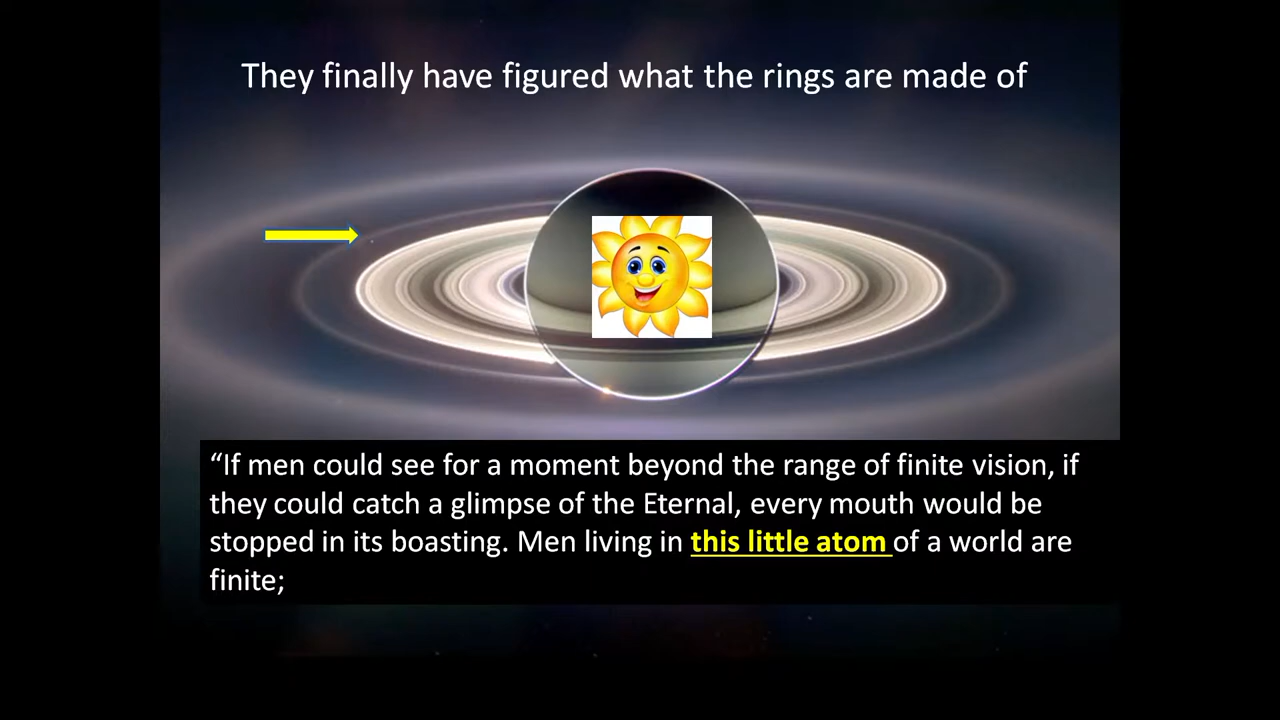 They finally have figured what the rings are made of
“If men could see for a moment beyond the range of finite vision, if
they could catch a glimpse of the Eternal, every mouth would be
stopped in its boasting. Men living in this little atom of a world are
finite;